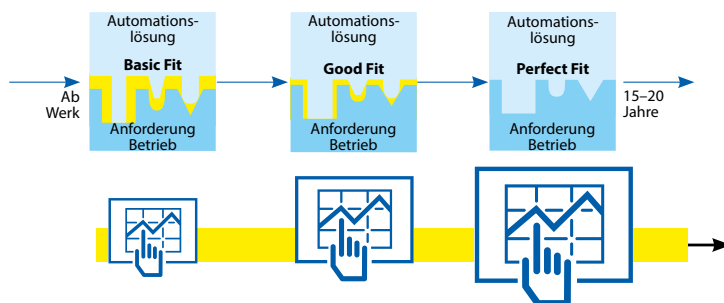 Automations-
lösung
Basic Fit
Anforderung
Betrieb
Ab
Werk
Automations-
lösung
Good Fit
Anforderung
Betrieb
Automations-
lösung
Perfect Fit
Anforderung
Betrieb
15–20
Jahre